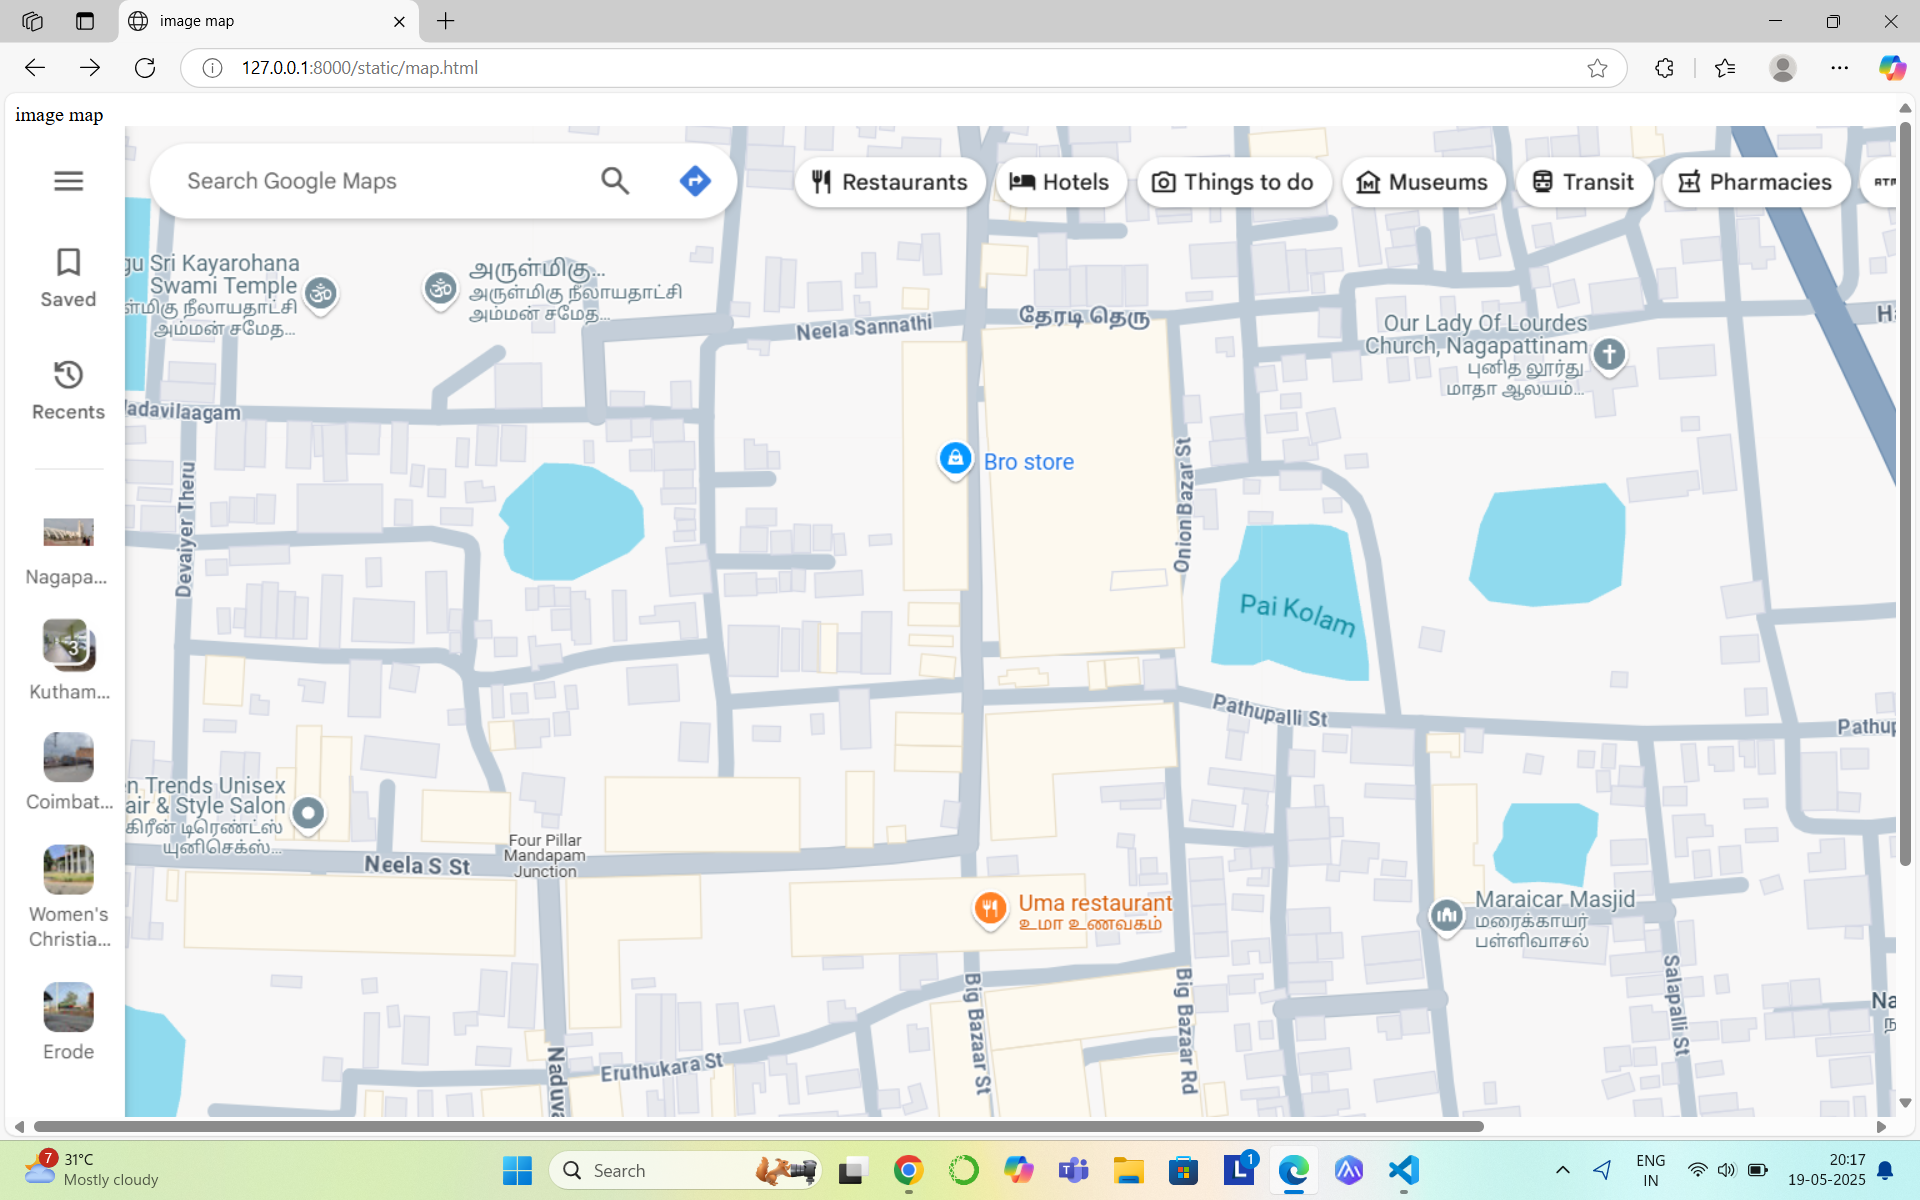 image map
127.0.0.1:8000/static/map.html
image map
Search Google Maps
Restaurants
Hotels
Things to do
Museums
Transit
Pharmacies
Saved
Recents
Nagapa...
3
Kutham...
Coimbat...
Women's
Christia...
Erode
gu Sri Kayarohana
Swami Temple
மிகு நீலாயதாட்சி
அம்மன் சமேத...
அருள்மிகு...
அருள்மிகு நீலாயதாட்சி
அம்மன் சமேத...
Neela Sannathi
தேரடி தெரு
Our Lady Of Lourdes
Church, Nagapattinam
புனித லூர்து
மாதா ஆலயம்...
Ha
adavilaagam
Devaiyer Theru
Bro store
Onion Bazar St
Pai Kolam
Pathupalli St
Pathup
n Trends Unisex
air & Style Salon
கிரீன் டிரெண்ட்ஸ்
யுனிசெக்ஸ்...
Neela S St
Four Pillar
Mandapam
Junction
Uma restaurant
உமா உணவகம்
Maraicar Masjid
மரைக்காயர்
பள்ளிவாசல்
Big Bazaar St
Big Bazaar Rd
Salapalli St
Na
Eruthukara St
Naduv
7
31°C
Mostly cloudy
Search
1
ENG
IN
20:17
19-05-2025